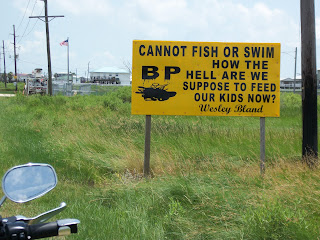 CANNOT FISH OR SWIM
HOW THE
BP HELL ARE WE
SUPPOSE TO FEED
OUR KIDS NOW?
Wesley Bland